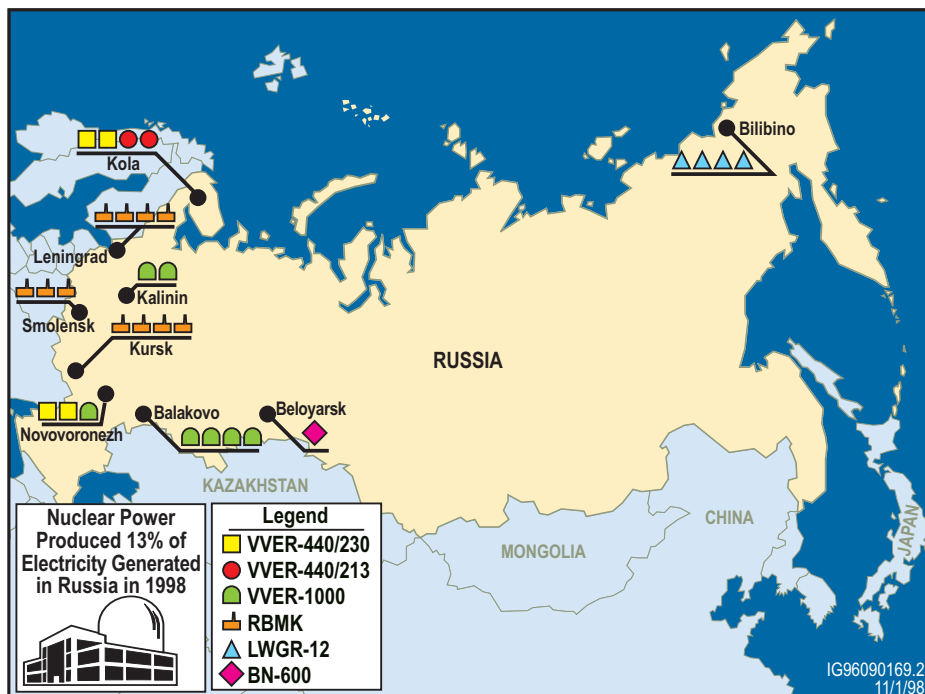 Bilibino
Kola
Leningrad
Kalinin
Smolensk
Kursk
RUSSIA
Novovoronezh
Balakovo
Beloyarsk
KAZAKHSTAN
MONGOLIA
CHINA
JAPAN
Nuclear Power
Produced 13% of
Electricity Generated
in Russia in 1998
Legend
VVER-440/230
VVER-440/213
VVER-1000
RBMK
LWGR-12
BN-600
IG96090169.2
11/1/98